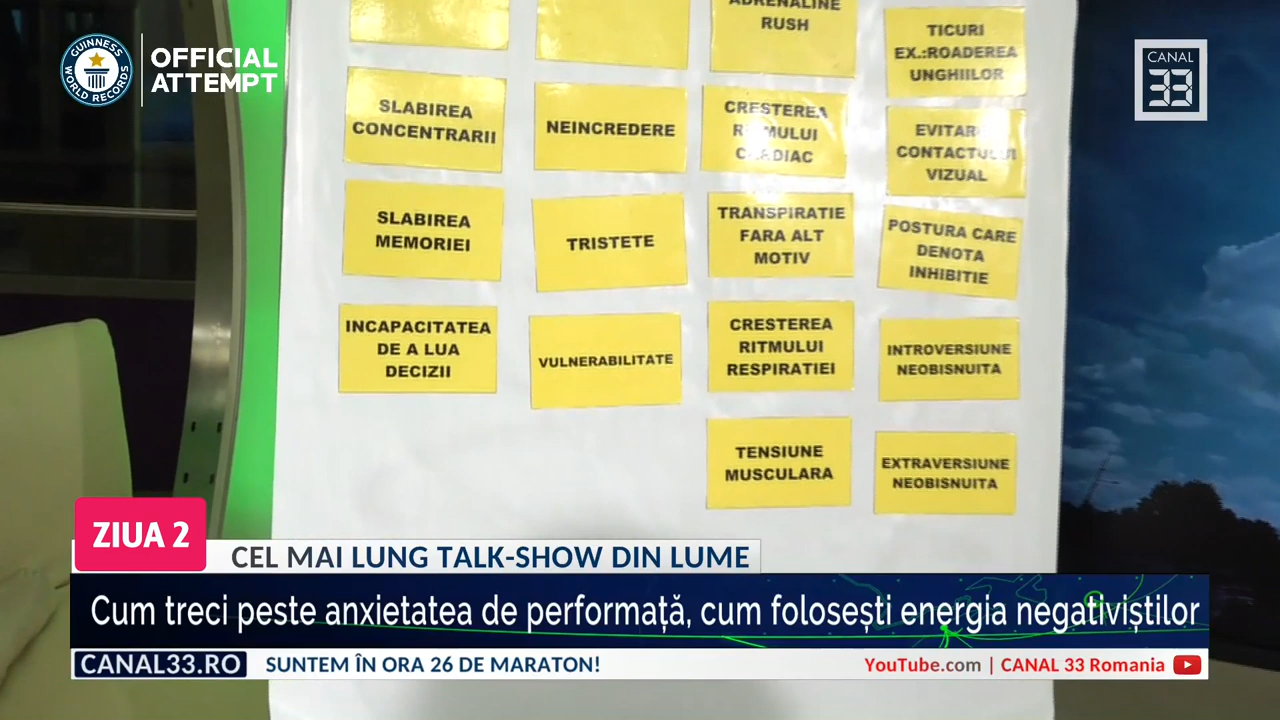 GUINNESS
WORLD RECORDS
OFFICIAL
ATTEMPT
CANAL
33
ADRENALINE
RUSH
TICURI
EX.:ROADEREA
UNGHIILOR
SLABIREA
CONCENTRARII
NEINCREDERE
CRESTEREA
RITMULUI
CARDIAC
EVITAR
CONTACTULUI
VIZUAL
SLABIREA
MEMORIEI
TRISTETE
TRANSPIRATIE
FARA ALT
MOTIV
POSTURA CARE
DENOTA
INHIBITIE
INCAPACITATEA
DE A LUA
DECIZII
VULNERABILITATE
CRESTEREA
RITMULUI
RESPIRATIEI
INTROVERSIUNE
NEOBISNUITA
TENSIUNE
MUSCULARA
EXTRAVERSIUNE
NEOBISNUITA
ZIUA 2
CEL MAI LUNG TALK-SHOW DIN LUME
Cum treci peste anxietatea de performață, cum folosești energia negativiștilor
CANAL33.RO
SUNTEM ÎN ORA 26 DE MARATON!
YouTube.com | CANAL 33 Romania